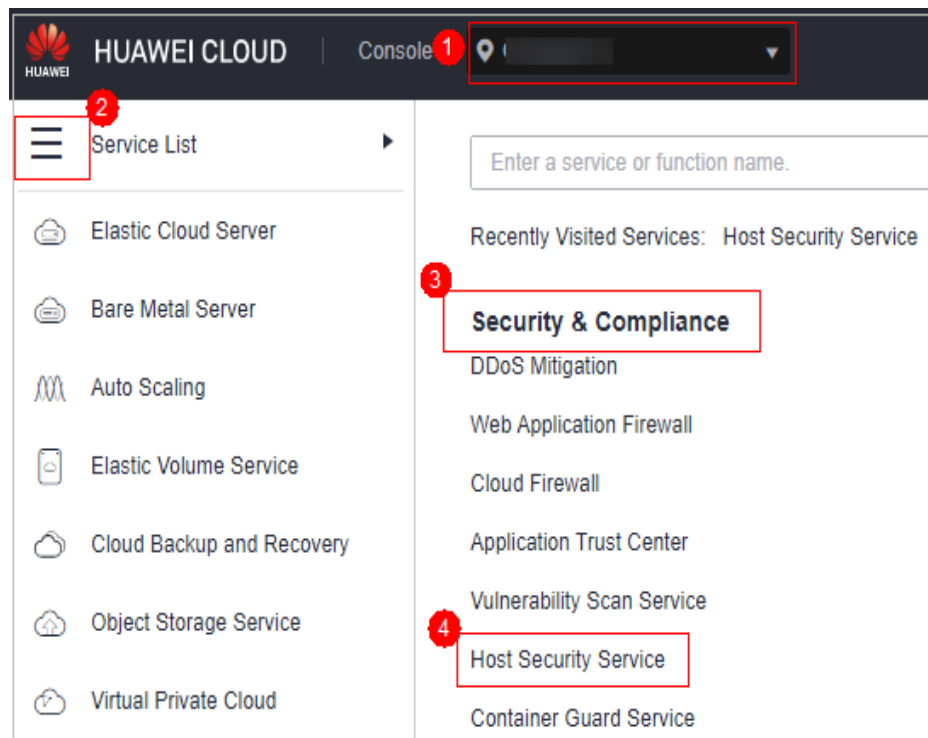 HUAWEI
HUAWEI CLOUD
Console
1
2
Service List
Elastic Cloud Server
Bare Metal Server
Auto Scaling
Elastic Volume Service
Cloud Backup and Recovery
Object Storage Service
Virtual Private Cloud
Enter a service or function name.
Recently Visited Services: Host Security Service
3
Security & Compliance
DDoS Mitigation
Web Application Firewall
Cloud Firewall
Application Trust Center
Vulnerability Scan Service
4
Host Security Service
Container Guard Service